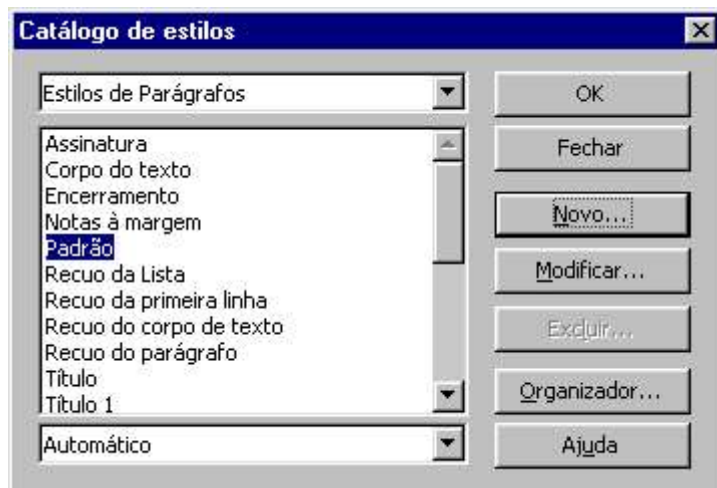 Catálogo de estilos
Estilos de Parágrafos
OK
Assinatura
Corpo do texto
Encerramento
Notas à margem
Padrão
Recuo da Lista
Recuo da primeira linha
Recuo do corpo de texto
Recuo do parágrafo
Título
Título 1
Fechar
Novo...
Modificar...
Excluir...
Organizador...
Automático
Ajuda